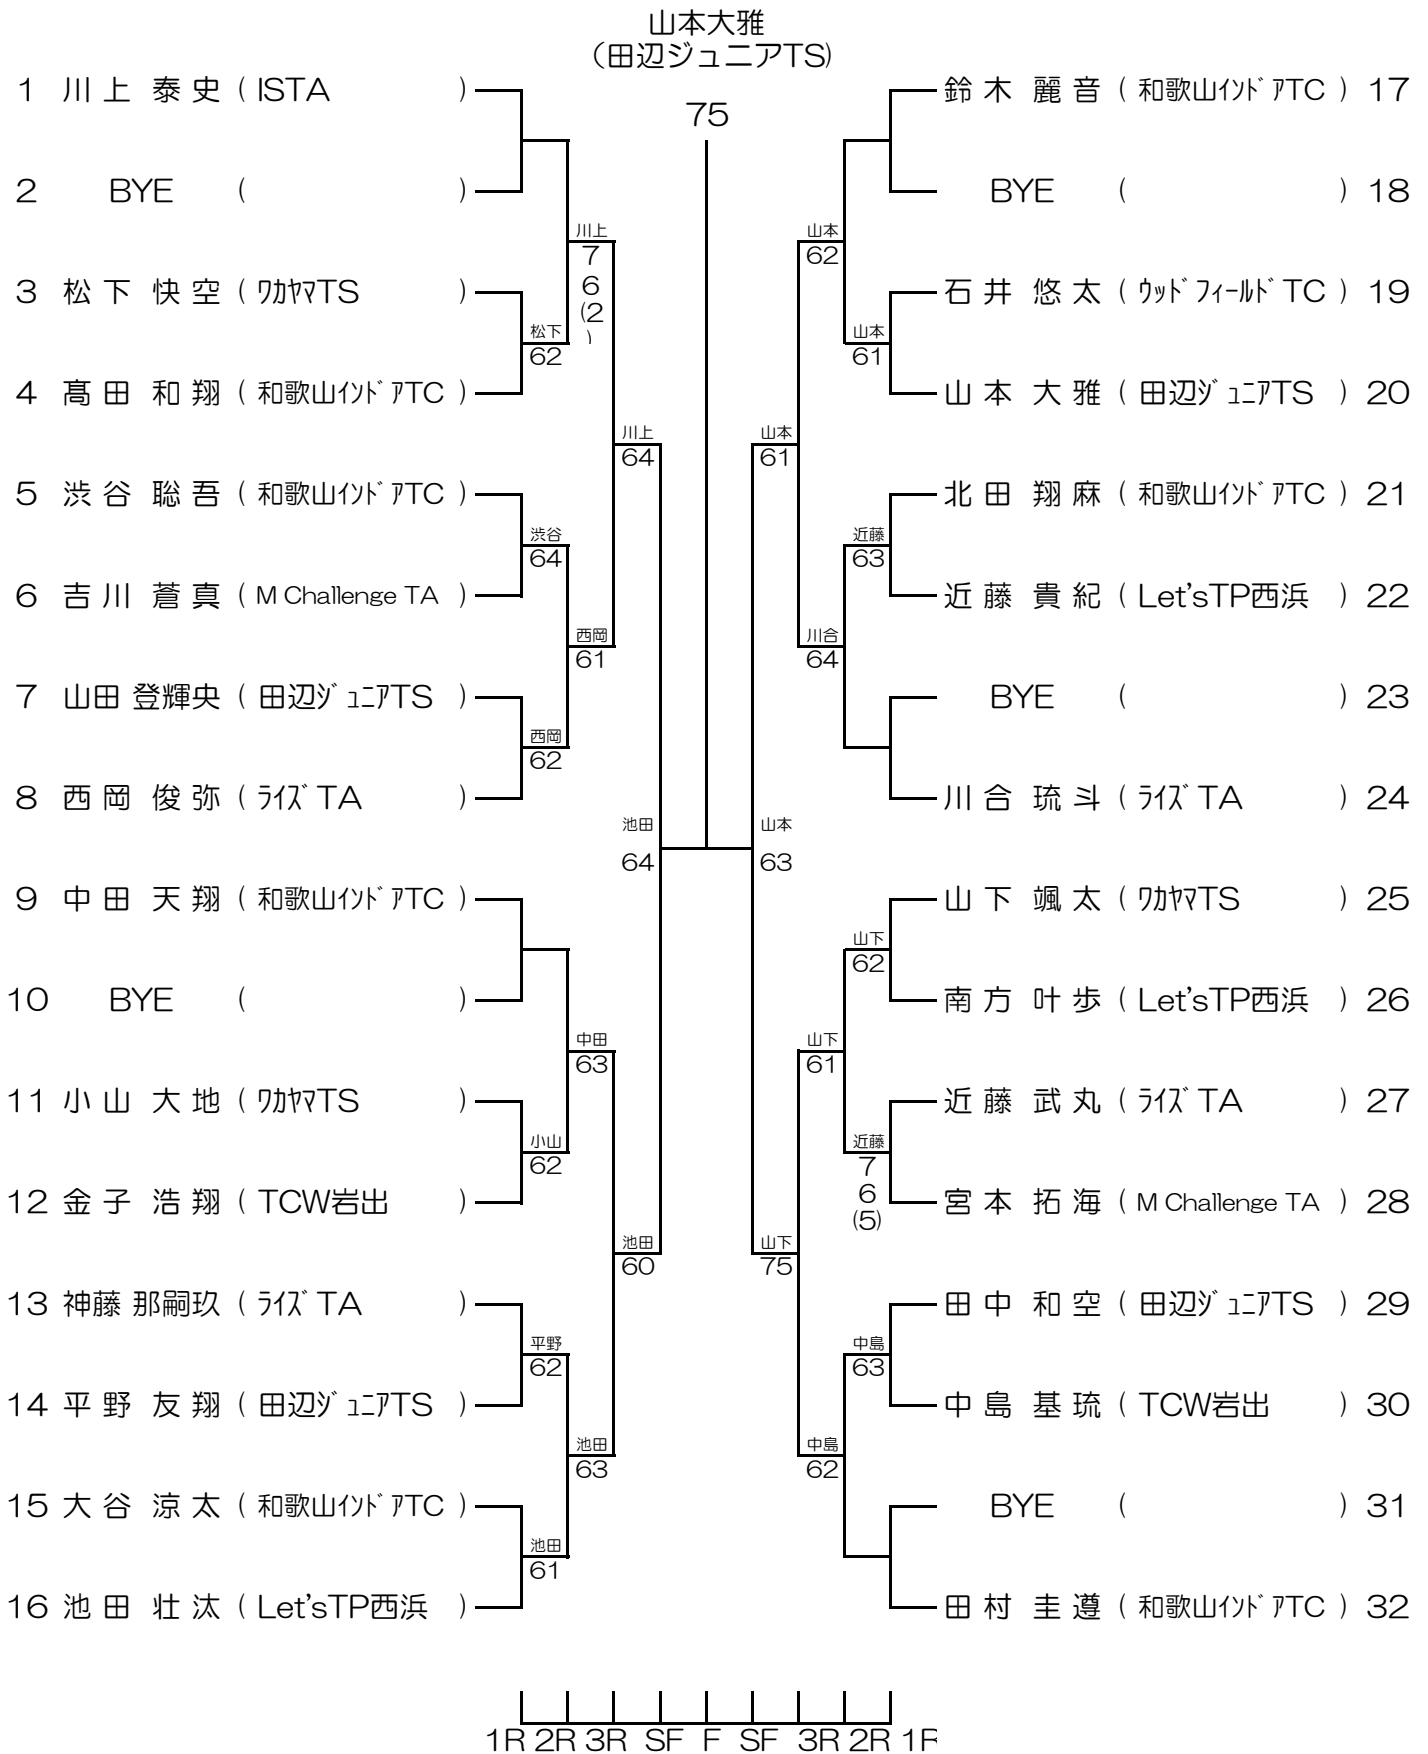 山本大雅
(田辺ジュニアTS)
75
1 川上 泰史 ( ISTA )
2 BYE ( )
3 松下 快空 ( ワカヤマTS )
4 髙田 和翔 ( 和歌山インドアTC )
5 渋谷 聡吾 ( 和歌山インドアTC )
6 吉川 蒼真 ( M Challenge TA )
7 山田 登輝央 ( 田辺ジュニアTS )
8 西岡 俊弥 ( ライズTA )
9 中田 天翔 ( 和歌山インドアTC )
10 BYE ( )
11 小山 大地 ( ワカヤマTS )
12 金子 浩翔 ( TCW岩出 )
13 神藤 那嗣玖 ( ライズTA )
14 平野 友翔 ( 田辺ジュニアTS )
15 大谷 涼太 ( 和歌山インドアTC )
16 池田 壮汰 ( Let'sTP西浜 )
松下
62
渋谷
64
西岡
62
小山
62
平野
62
池田
61
川上
7
6
(2
)
西岡
61
中田
63
池田
63
川上
64
池田
60
池田
64
山本
63
山本
61
山下
75
山本
62
川合
64
山下
61
中島
62
山本
61
近藤
63
山下
62
近藤
7
6
(5)
中島
63
鈴木 麗音 ( 和歌山インドアTC ) 17
BYE ( ) 18
石井 悠太 ( ウッドフィールドTC ) 19
山本 大雅 ( 田辺ジュニアTS ) 20
北田 翔麻 ( 和歌山インドアTC ) 21
近藤 貴紀 ( Let'sTP西浜 ) 22
BYE ( ) 23
川合 琉斗 ( ライズTA ) 24
山下 颯太 ( ワカヤマTS ) 25
南方 叶歩 ( Let'sTP西浜 ) 26
近藤 武丸 ( ライズTA ) 27
宮本 拓海 ( M Challenge TA ) 28
田中 和空 ( 田辺ジュニアTS ) 29
中島 基琉 ( TCW岩出 ) 30
BYE ( ) 31
田村 圭遵 ( 和歌山インドアTC ) 32
1R 2R 3R SF F SF 3R 2R 1R